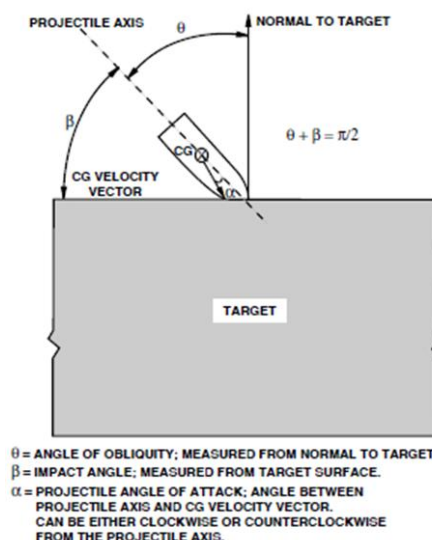 PROJECTILE AXIS
θ
NORMAL TO TARGET
β
θ + β = π/2
CG
CG VELOCITY
VECTOR
α
TARGET
θ = ANGLE OF OBLIQUITY; MEASURED FROM NORMAL TO TARGET
β = IMPACT ANGLE; MEASURED FROM TARGET SURFACE.
α = PROJECTILE ANGLE OF ATTACK; ANGLE BETWEEN
PROJECTILE AXIS AND CG VELOCITY VECTOR.
CAN BE EITHER CLOCKWISE OR COUNTERCLOCKWISE
FROM THE PROJECTILE AXIS.